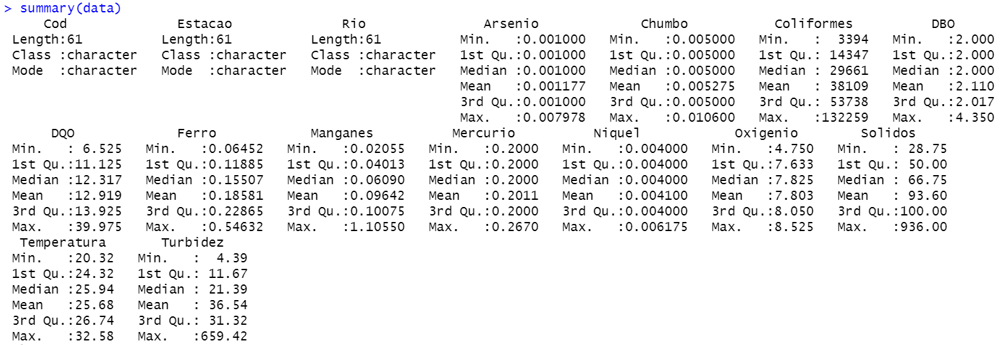 > summary(data)
     Cod              Estacao              Rio               Arsenio             Chumbo           Coliformes          DBO
 Length:61          Length:61          Length:61          Min.   :0.001000   Min.   :0.005000   Min.   :  3394   Min.   :2.000
 Class :character   Class :character   Class :character   1st Qu.:0.001000   1st Qu.:0.005000   1st Qu.: 14347   1st Qu.:2.000
 Mode  :character   Mode  :character   Mode  :character   Median :0.001000   Median :0.005000   Median : 29661   Median :2.000
                                                          Mean   :0.001177   Mean   :0.005275   Mean   : 38109   Mean   :2.110
                                                          3rd Qu.:0.001000   3rd Qu.:0.005000   3rd Qu.: 53738   3rd Qu.:2.017
                                                          Max.   :0.007978   Max.   :0.010600   Max.   :132259   Max.   :4.350
      DQO             Ferro            Manganes          Mercurio          Niquel            Oxigenio        Solidos
 Min.   : 6.525   Min.   :0.06452   Min.   :0.02055   Min.   :0.2000   Min.   :0.004000   Min.   :4.750   Min.   : 28.75
 1st Qu.:11.125   1st Qu.:0.11885   1st Qu.:0.04013   1st Qu.:0.2000   1st Qu.:0.004000   1st Qu.:7.633   1st Qu.: 50.00
 Median :12.317   Median :0.15507   Median :0.06090   Median :0.2000   Median :0.004000   Median :7.825   Median : 66.75
 Mean   :12.919   Mean   :0.18581   Mean   :0.09642   Mean   :0.2011   Mean   :0.004100   Mean   :7.803   Mean   : 93.60
 3rd Qu.:13.925   3rd Qu.:0.22865   3rd Qu.:0.10075   3rd Qu.:0.2000   3rd Qu.:0.004000   3rd Qu.:8.050   3rd Qu.:100.00
 Max.   :39.975   Max.   :0.54632   Max.   :1.10550   Max.   :0.2670   Max.   :0.006175   Max.   :8.525   Max.   :936.00
  Temperatura      Turbidez
 Min.   :20.32   Min.   :  4.39
 1st Qu.:24.32   1st Qu.: 11.67
 Median :25.94   Median : 21.39
 Mean   :25.68   Mean   : 36.54
 3rd Qu.:26.74   3rd Qu.: 31.32
 Max.   :32.58   Max.   :659.42